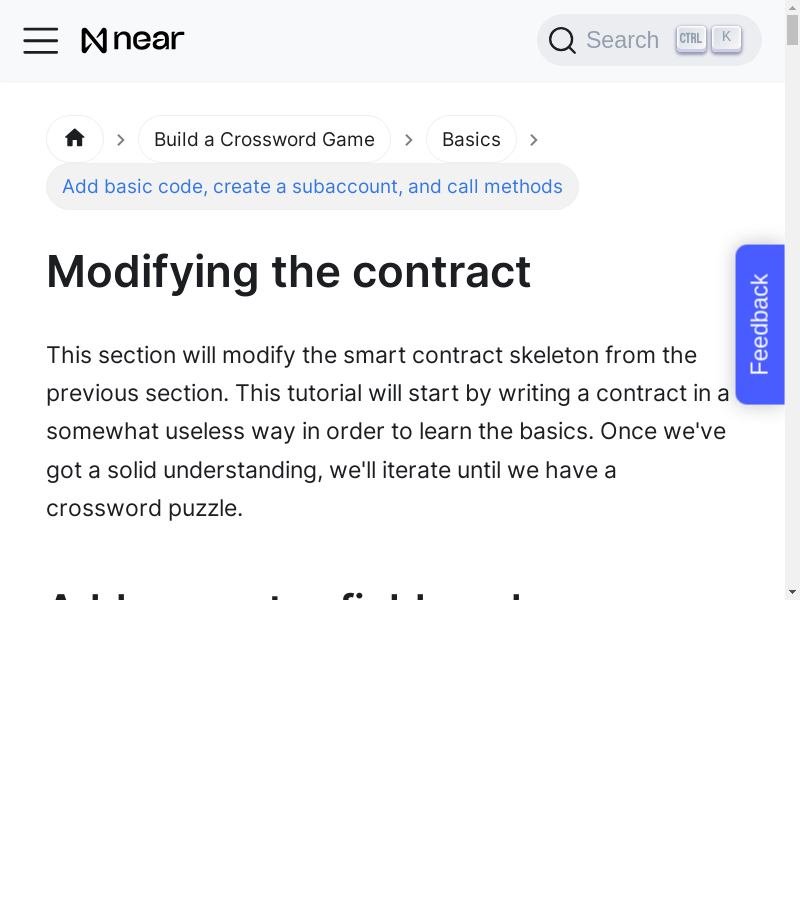 near
Search CTRL K
Build a Crossword Game
Basics
Add basic code, create a subaccount, and call methods
Modifying the contract
Feedback
This section will modify the smart contract skeleton from the
previous section. This tutorial will start by writing a contract in a
somewhat useless way in order to learn the basics. Once we've
got a solid understanding, we'll iterate until we have a
crossword puzzle.